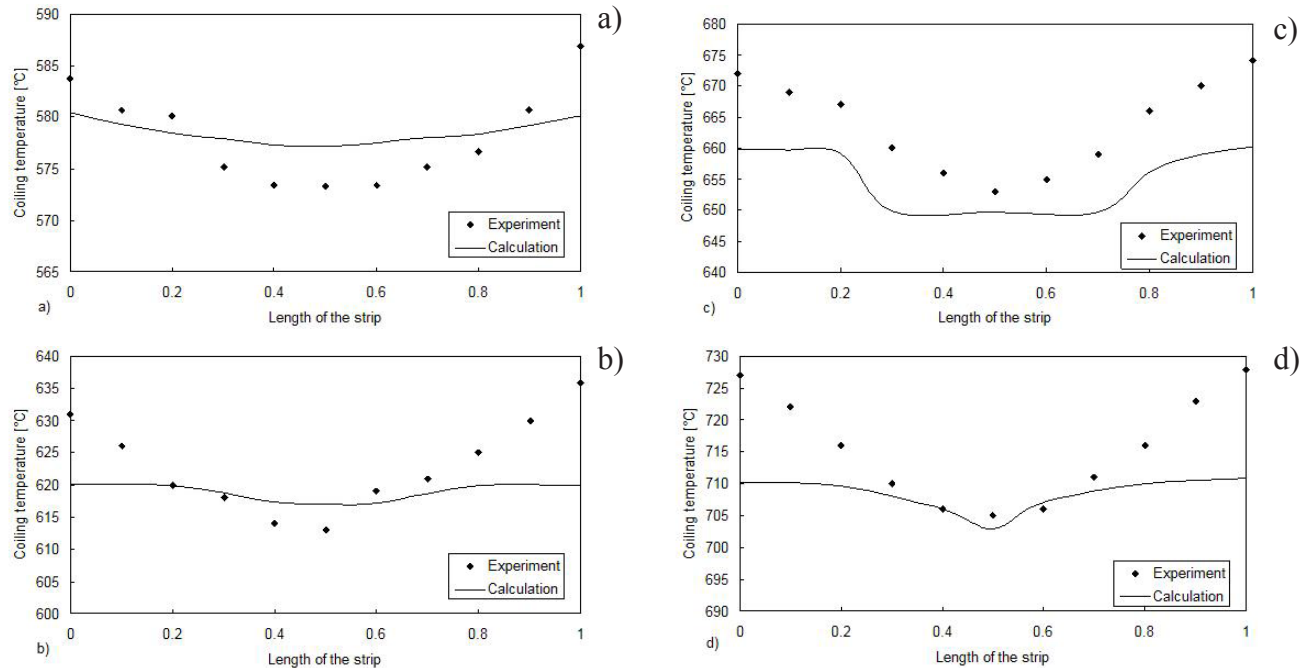 a)
Coiling temperature [°C]
590
585
580
575
570
565
Experiment
Calculation
0 0.2 0.4 0.6 0.8 1
a)
Length of the strip
c)
Coiling temperature [°C]
680
675
670
665
660
655
650
645
640
Experiment
Calculation
0 0.2 0.4 0.6 0.8 1
c)
Length of the strip
b)
Coiling temperature [°C]
640
635
630
625
620
615
610
605
600
Experiment
Calculation
0 0.2 0.4 0.6 0.8 1
b)
Length of the strip
d)
Coiling temperature [°C]
730
725
720
715
710
705
700
695
690
Experiment
Calculation
0 0.2 0.4 0.6 0.8 1
d)
Length of the strip